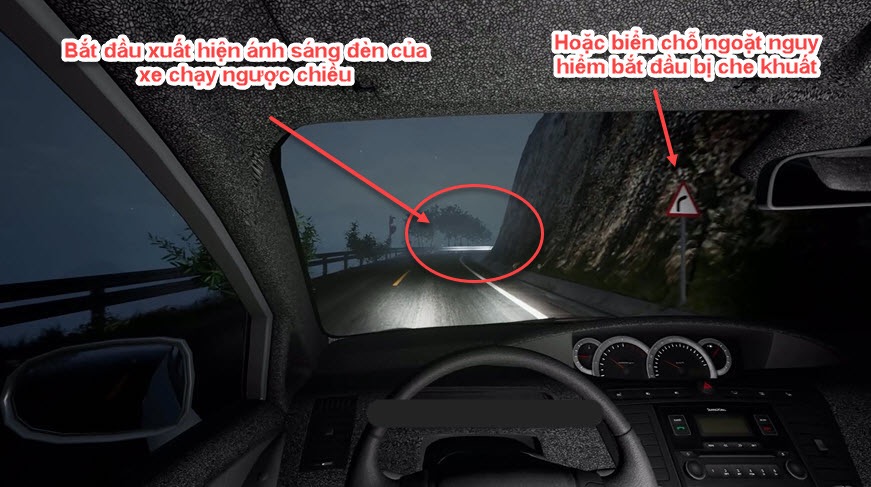 Bắt đầu xuất hiện ánh sáng đèn của
xe chạy ngược chiều
Hoặc biển chỗ ngoặt nguy
hiểm bắt đầu bị che khuất